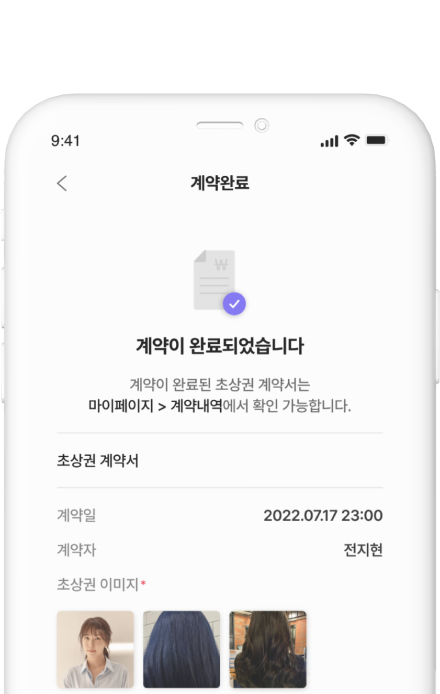 9:41
계약완료
₩
계약이 완료되었습니다
계약이 완료된 초상권 계약서는
마이페이지 > 계약내역에서 확인 가능합니다.
초상권 계약서
계약일 2022.07.17 23:00
계약자 전지현
초상권 이미지*